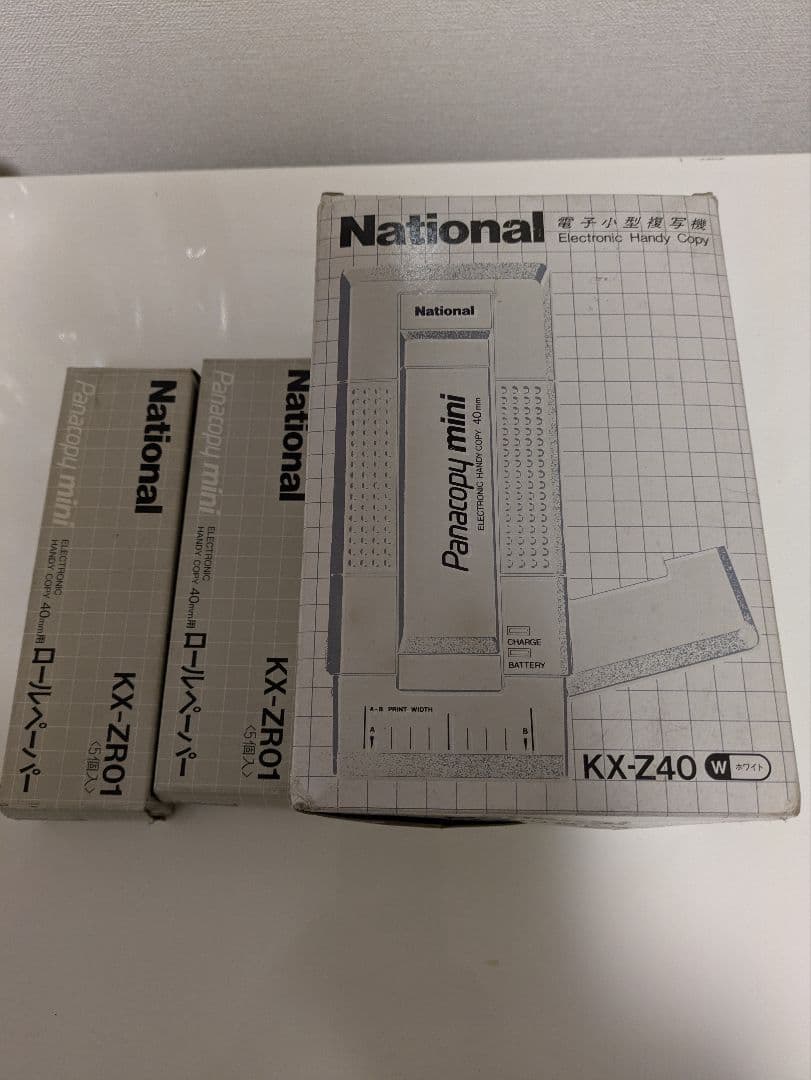 National
電子小型複写機
Electronic Handy Copy
National
Panacopy mini
ELECTRONIC HANDY COPY 40mm
CHARGE
BATTERY
A-B PRINT WIDTH
A
B
KX-Z40
W ホワイト
National
Panacopy mini
ELECTRONIC
HANDY COPY 40mm用
ロールペーパー
KX-ZR01
〈5個入〉
National
Panacopy mini
ELECTRONIC
HANDY COPY 40mm用
ロールペーパー
KX-ZR01
〈5個入〉